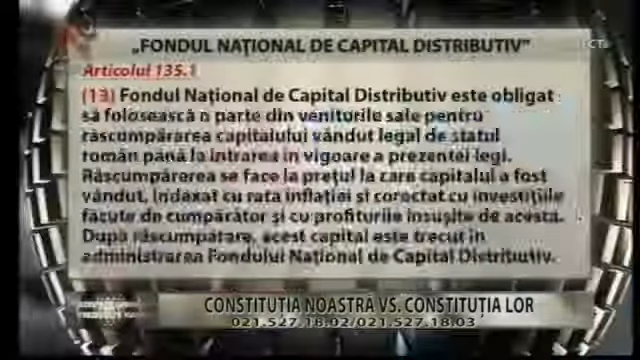 „FONDUL NAȚIONAL DE CAPITAL DISTRIBUTIV”
Articolul 135.1
(13) Fondul Național de Capital Distributiv este obligat
să folosească o parte din veniturile sale pentru
răscumpărarea capitalului vândut legal de statul
român până la intrarea în vigoare a prezentei legi.
Răscumpărerea se face la prețul la care capitalul a fost
vândut, indexat cu rata inflației și corectat cu investițiile
făcute de cumpărător și cu profiturile însușite de acesta.
După răscumpărare, acest capital este trecut în
administrarea Fondului Național de Capital Distributiv.
CONSTITUȚIA NOASTRĂ VS. CONSTITUȚIA LOR
021.527.18.02/021.527.18.03